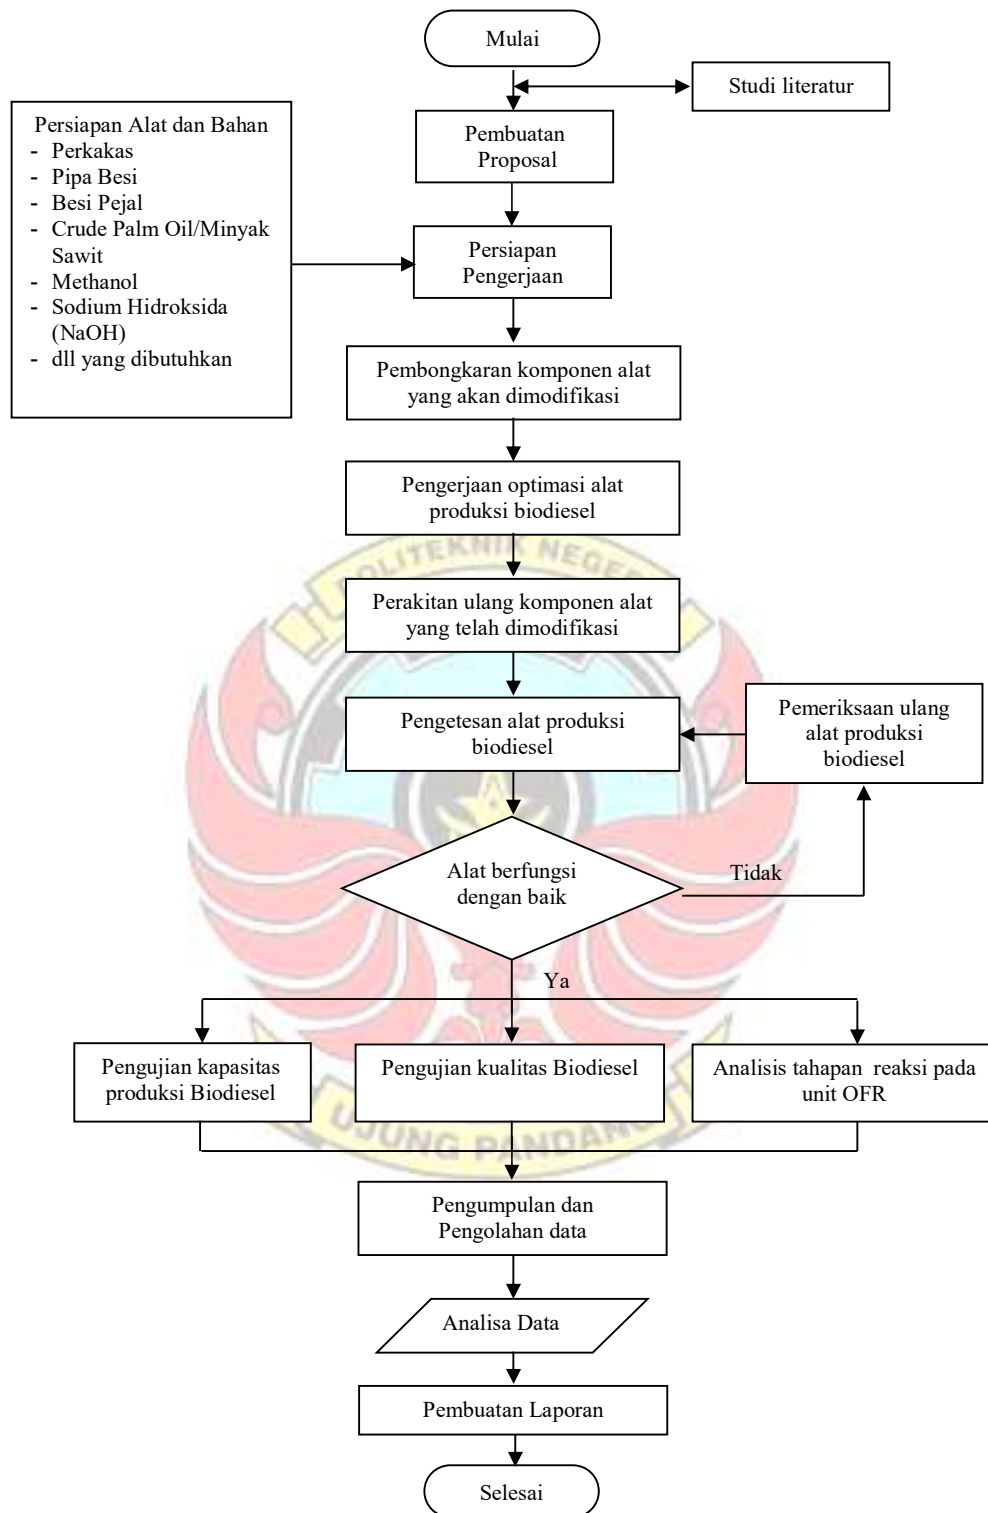 Mulai
Studi literatur
Persiapan Alat dan Bahan
- Perkakas
- Pipa Besi
- Besi Pejal
- Crude Palm Oil/Minyak
Sawit
- Methanol
- Sodium Hidroksida
(NaOH)
- dll yang dibutuhkan
Pembuatan
Proposal
Persiapan
Pengerjaan
Pembongkaran komponen alat
yang akan dimodifikasi
Pengerjaan optimasi alat
produksi biodiesel
POLITEKNIK NEGERI
Perakitan ulang komponen alat
yang telah dimodifikasi
Pengetesan alat produksi
biodiesel
Pemeriksaan ulang
alat produksi
biodiesel
Alat berfungsi
dengan baik
Tidak
Ya
Pengujian kapasitas
produksi Biodiesel
Pengujian kualitas Biodiesel
Analisis tahapan  reaksi pada
unit OFR
UJUNG PANDANG
Pengumpulan dan
Pengolahan data
Analisa Data
Pembuatan Laporan
Selesai